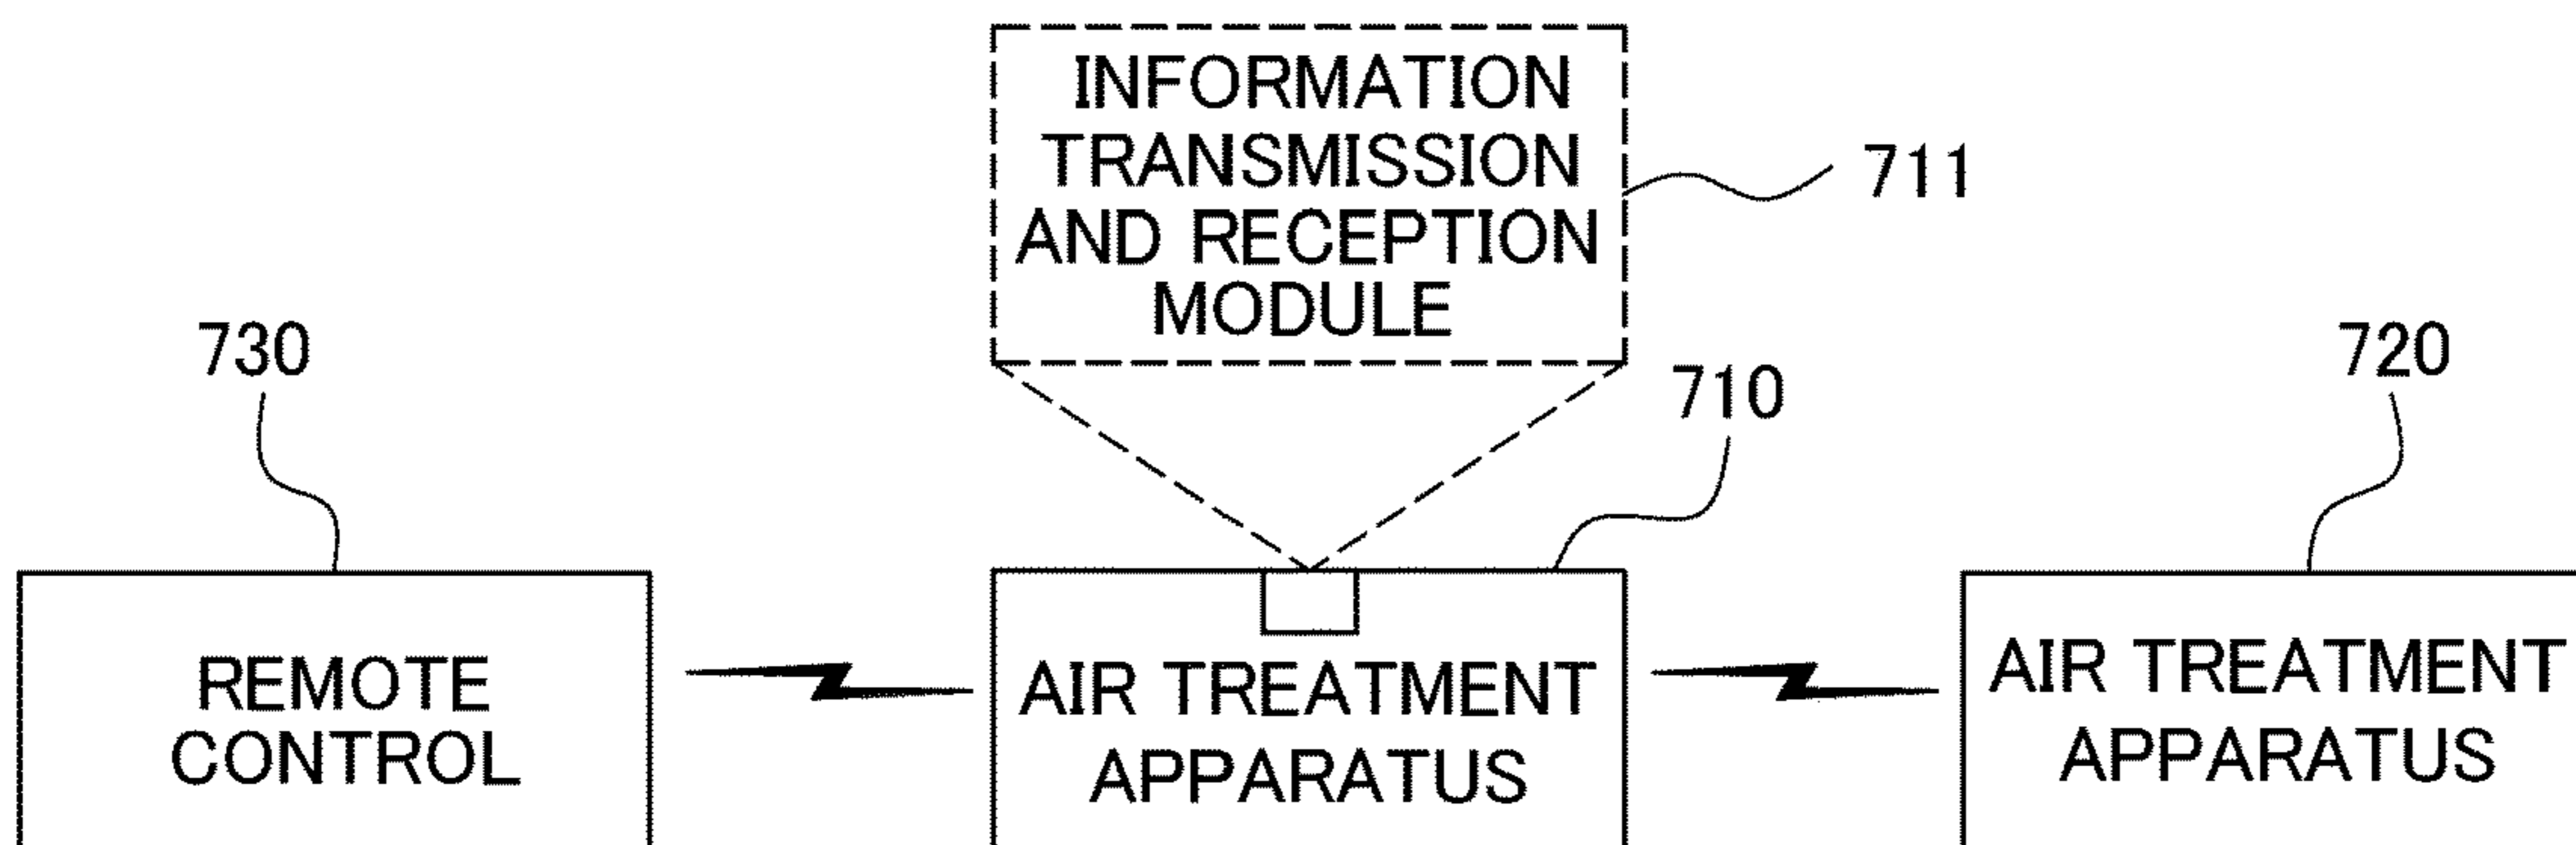 INFORMATION
TRANSMISSION
AND RECEPTION
MODULE
711
730
710
720
REMOTE
CONTROL
AIR TREATMENT
APPARATUS
AIR TREATMENT
APPARATUS